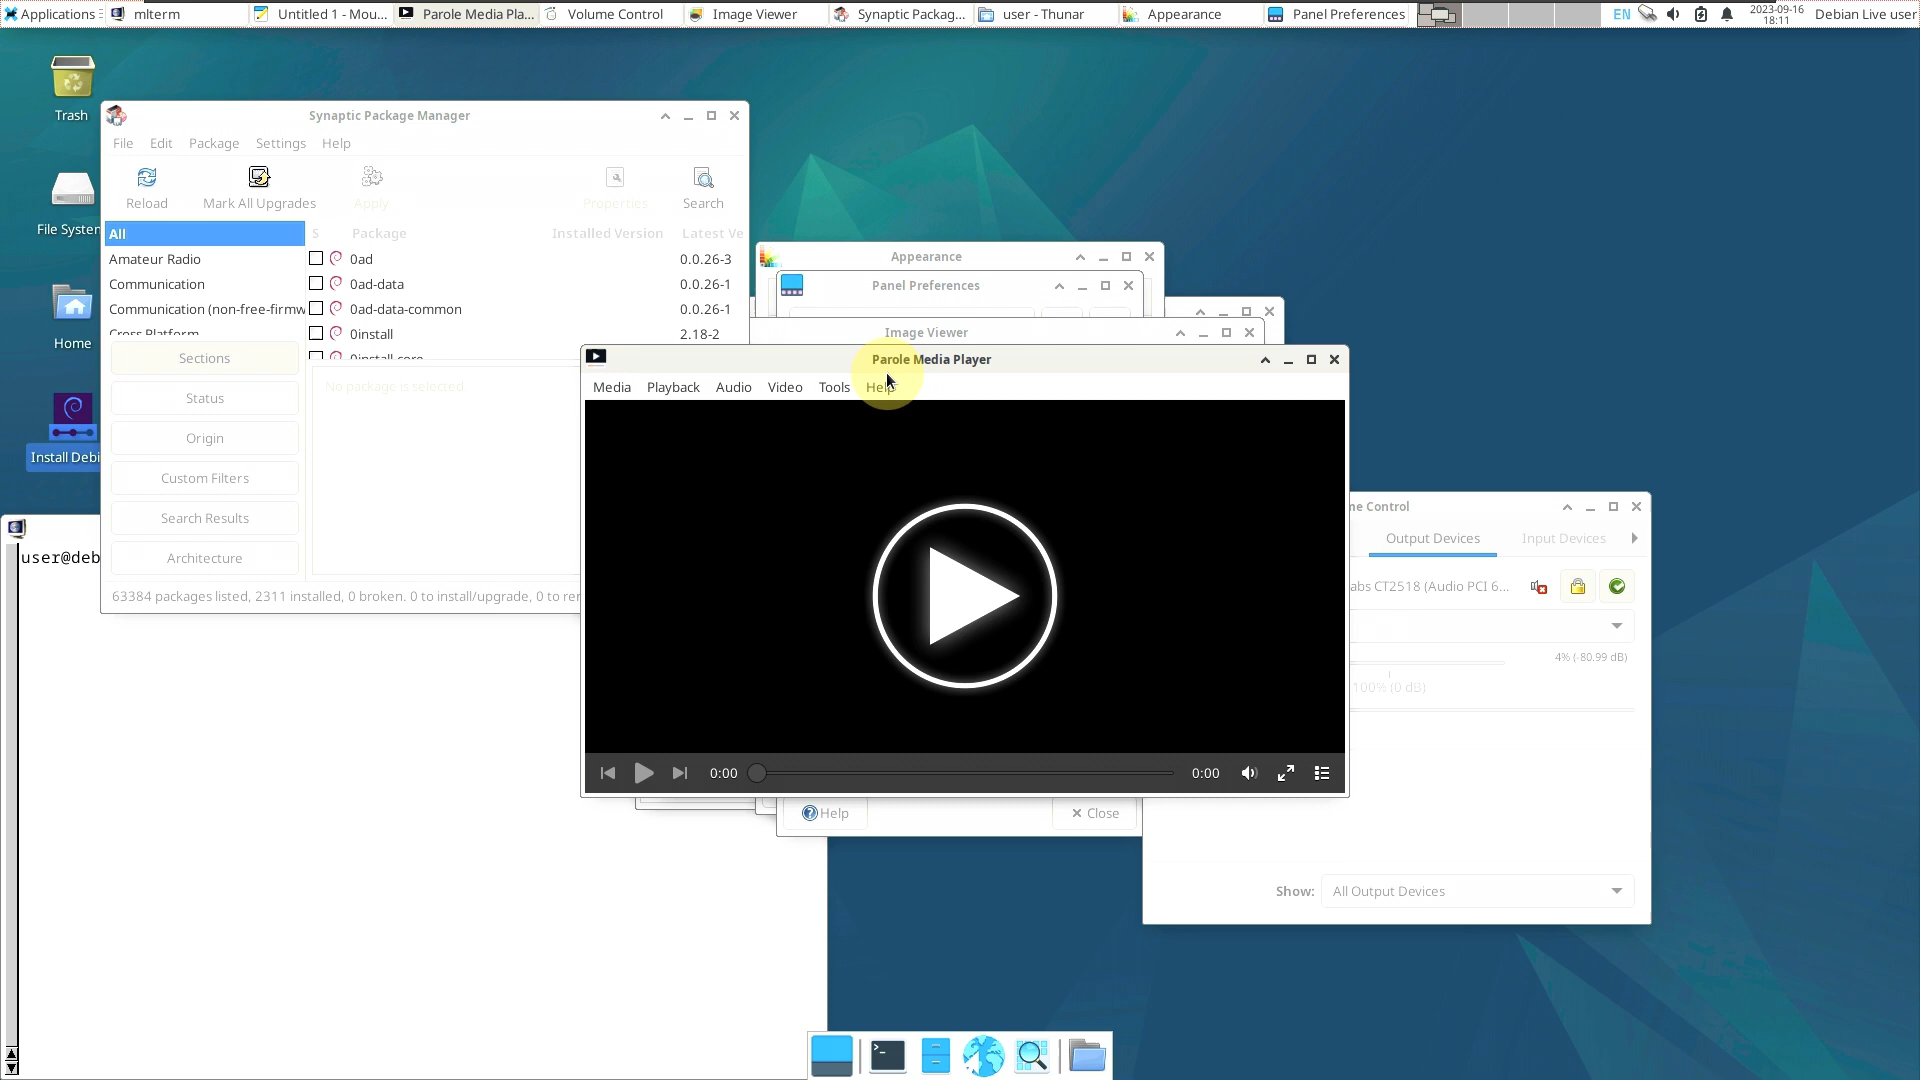 Applications
mlterm
Untitled 1 - Mou...
Parole Media Pla...
Volume Control
Image Viewer
Synaptic Packag...
user - Thunar
Appearance
Panel Preferences
EN
2023-09-16
18:11
Debian Live user
Trash
File System
Home
Install Debi
Synaptic Package Manager
File Edit Package Settings Help
Reload
Mark All Upgrades
Apply
Properties
Search
All
S Package Installed Version Latest Ve
Amateur Radio
Communication
Communication (non-free-firmw
Cross Platform
0ad 0.0.26-3
0ad-data 0.0.26-1
0ad-data-common 0.0.26-1
0install 2.18-2
0install-core
Sections
Status
Origin
Custom Filters
Search Results
Architecture
No package is selected.
63384 packages listed, 2311 installed, 0 broken. 0 to install/upgrade, 0 to rer
user@deb
Appearance
Panel Preferences
Image Viewer
Parole Media Player
Media Playback Audio Video Tools Help
0:00
0:00
Help
Close
me Control
Output Devices
Input Devices
abs CT2518 (Audio PCI 6...
4% (-80.99 dB)
100% (0 dB)
Show: All Output Devices